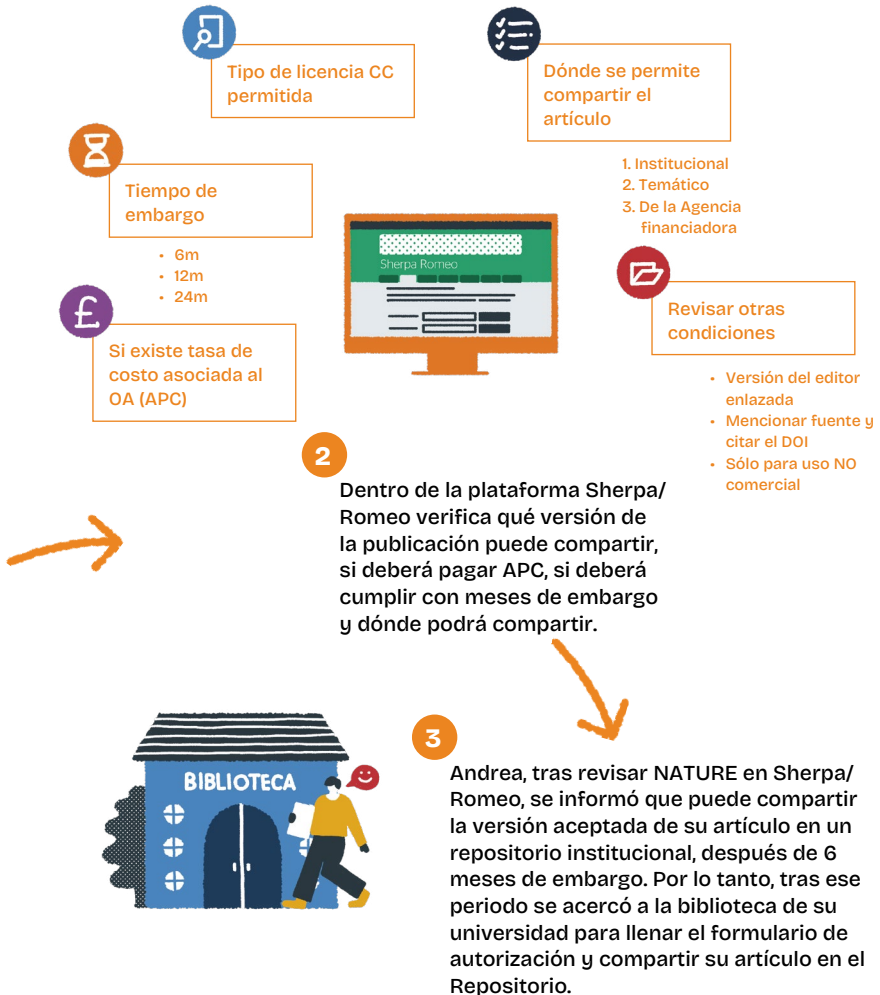 Tipo de licencia CC
permitida
Dónde se permite
compartir el
artículo
1. Institucional
2. Temático
3. De la Agencia
financiadora
Tiempo de
embargo
• 6m
• 12m
• 24m
£
Si existe tasa de
costo asociada al
OA (APC)
Sherpa Romeo
Revisar otras
condiciones
• Versión del editor
enlazada
• Mencionar fuente y
citar el DOI
• Sólo para uso NO
comercial
2
Dentro de la plataforma Sherpa/
Romeo verifica qué versión de
la publicación puede compartir,
si deberá pagar APC, si deberá
cumplir con meses de embargo
y dónde podrá compartir.
BIBLIOTECA
3
Andrea, tras revisar NATURE en Sherpa/
Romeo, se informó que puede compartir
la versión aceptada de su artículo en un
repositorio institucional, después de 6
meses de embargo. Por lo tanto, tras ese
periodo se acercó a la biblioteca de su
universidad para llenar el formulario de
autorización y compartir su artículo en el
Repositorio.